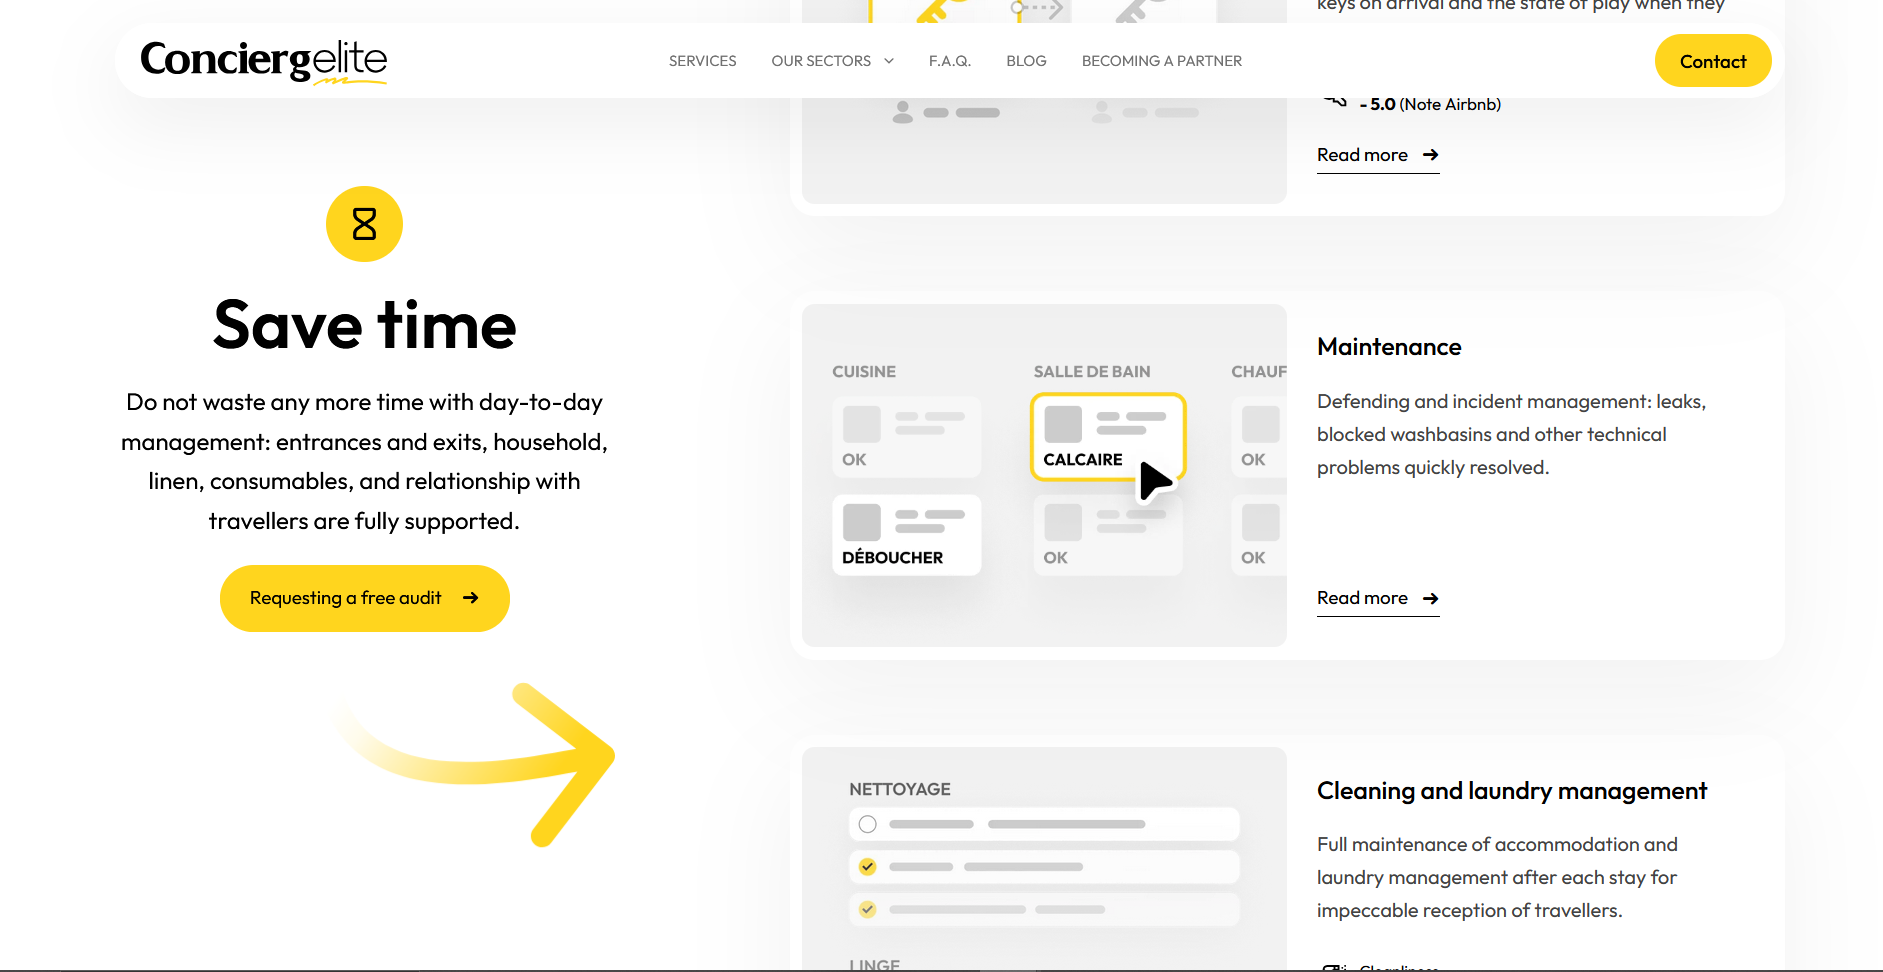 keys on arrival and the state of play when they
Conciergelite
SERVICES
OUR SECTORS
F.A.Q.
BLOG
BECOMING A PARTNER
Contact
- 5.0 (Note Airbnb)
Read more
Save time
Do not waste any more time with day-to-day
management: entrances and exits, household,
linen, consumables, and relationship with
travellers are fully supported.
Requesting a free audit
CUISINE
SALLE DE BAIN
CHAUF
OK
CALCAIRE
OK
DÉBOUCHER
OK
OK
Maintenance
Defending and incident management: leaks,
blocked washbasins and other technical
problems quickly resolved.
Read more
NETTOYAGE
LINGE
Cleaning and laundry management
Full maintenance of accommodation and
laundry management after each stay for
impeccable reception of travellers.
Cleanliness